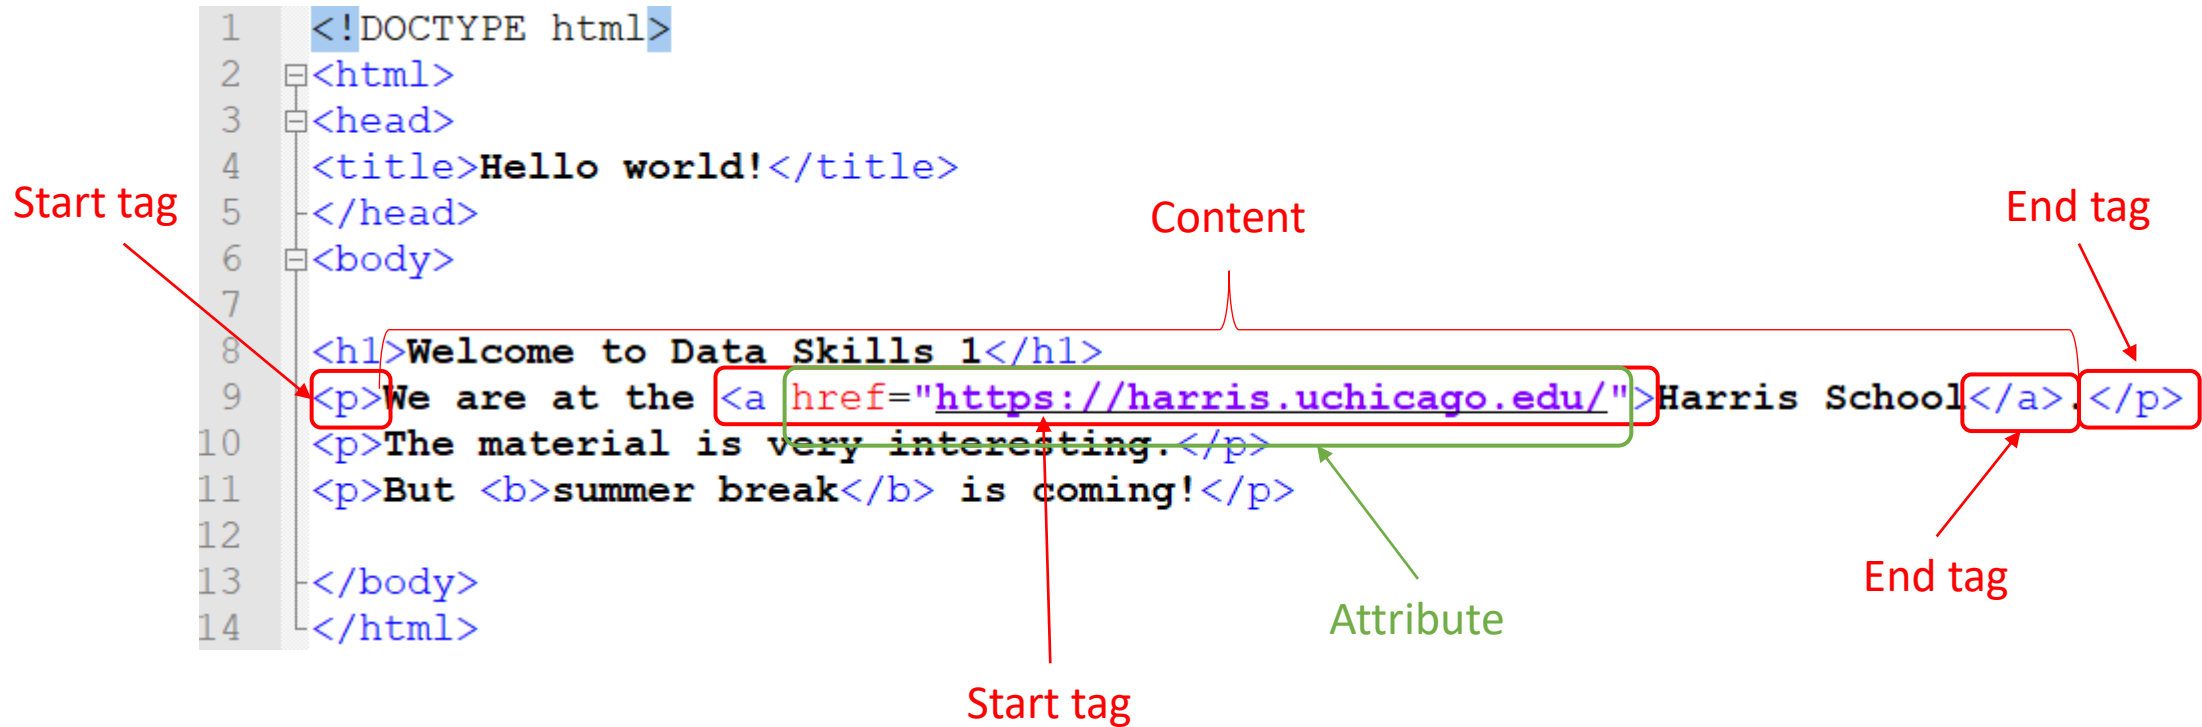 1 <!DOCTYPE html>
2 <html>
3 <head>
4 <title>Hello world!</title>
Start tag
5 </head>
Content
End tag
6 <body>
7
8 <h1>Welcome to Data Skills 1</h1>
9 <p>We are at the <a href="https://harris.uchicago.edu/">Harris School</a>.</p>
10 <p>The material is very interesting.</p>
11 <p>But <b>summer break</b> is coming!</p>
12
13 </body>
End tag
Attribute
14 </html>
Start tag